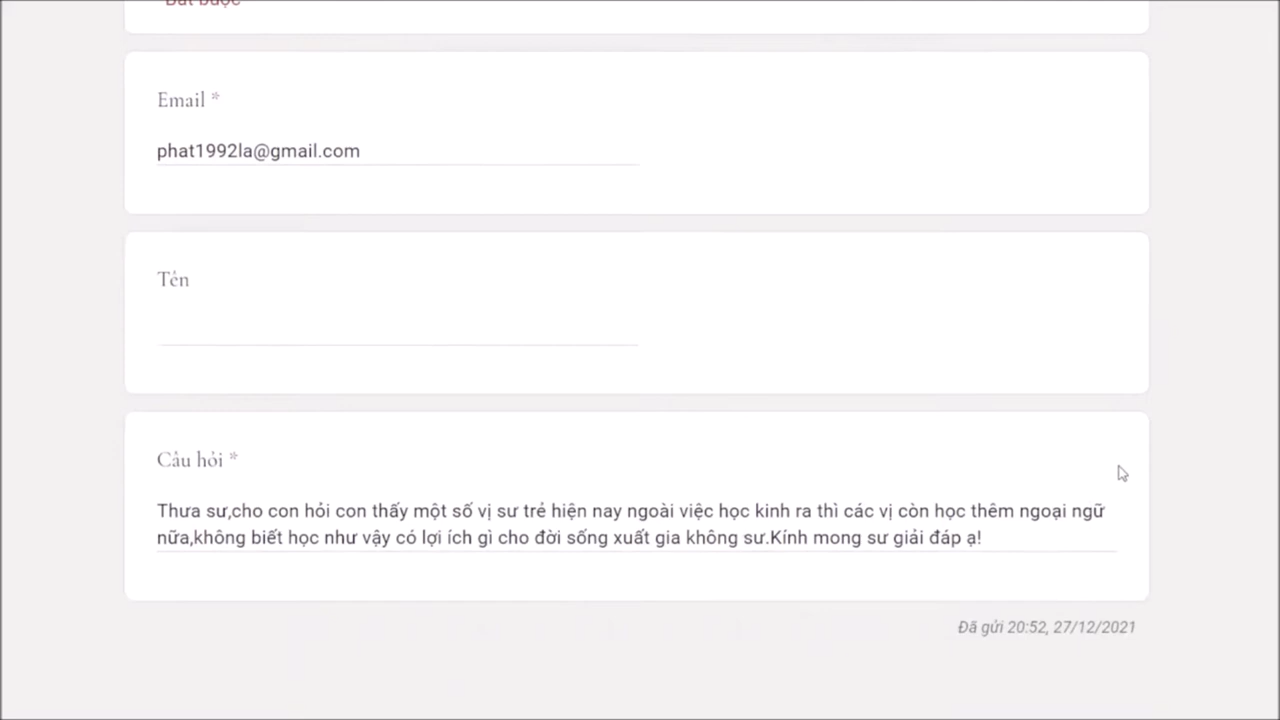 Bắt buộc
Email *
phat1992la@gmail.com
Tên
Câu hỏi *
Thưa sư,cho con hỏi con thấy một số vị sư trẻ hiện nay ngoài việc học kinh ra thì các vị còn học thêm ngoại ngữ
nữa,không biết học như vậy có lợi ích gì cho đời sống xuất gia không sư.Kính mong sư giải đáp ạ!
Đã gửi 20:52, 27/12/2021